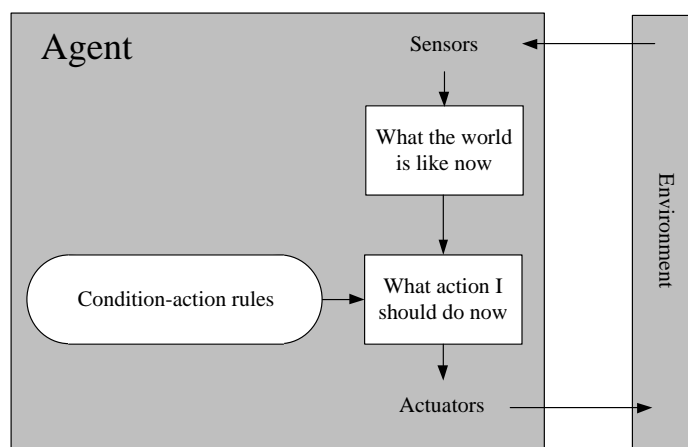 Agent
Sensors
What the world
is like now
Condition-action rules
What action I
should do now
Actuators
Environment